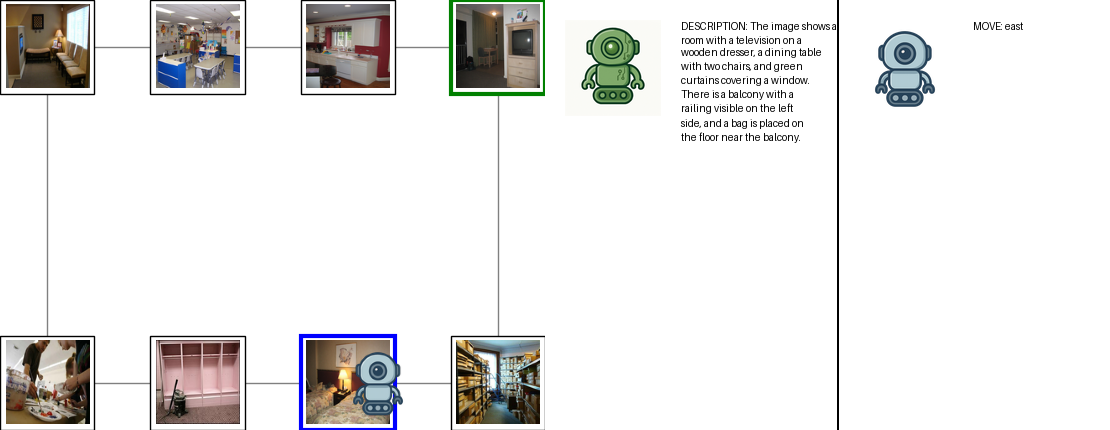 DESCRIPTION: The image shows a
room with a television on a
wooden dresser, a dining table
with two chairs, and green
curtains covering a window.
There is a balcony with a
railing visible on the left
side, and a bag is placed on
the floor near the balcony.
MOVE: east